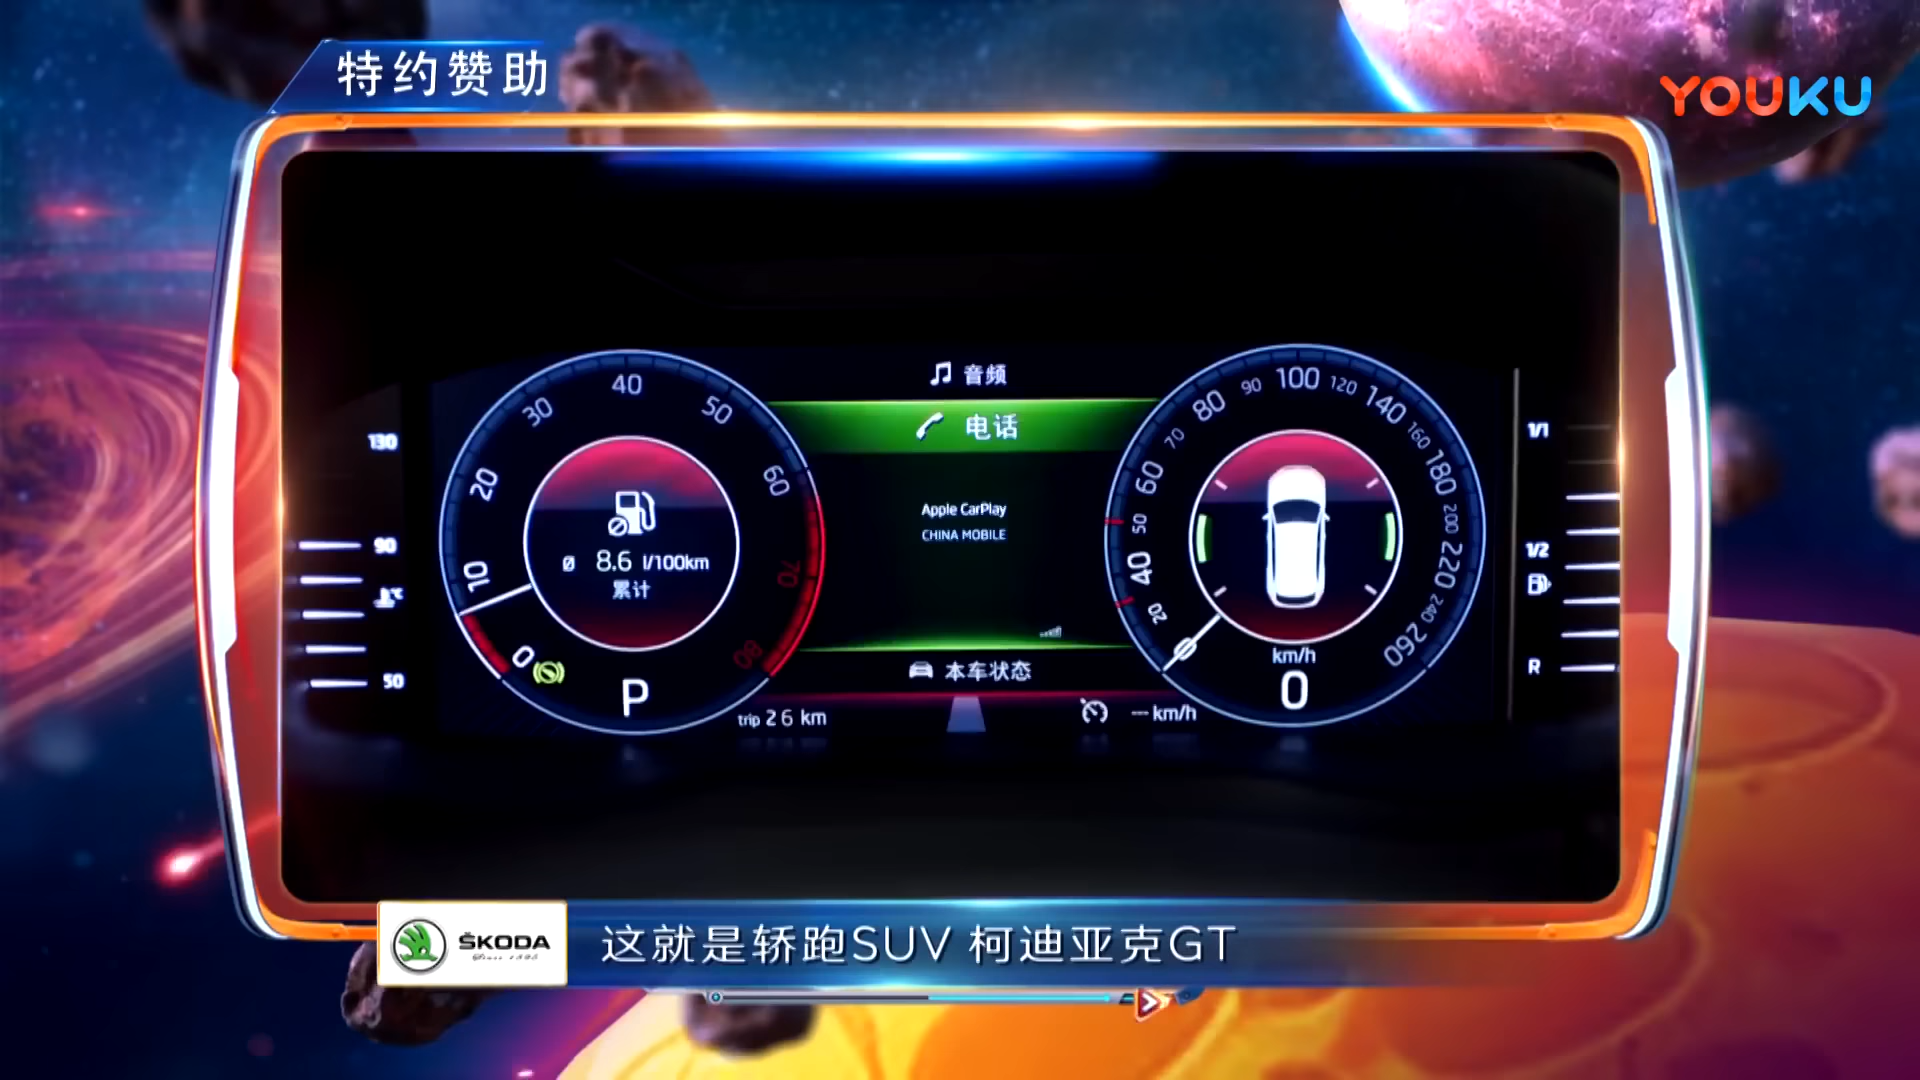 特约赞助
YOUKU
130
90
50
0
10
20
30
40
50
60
70
80
Ø 8.6 l/100km
累计
P
音频
电话
Apple CarPlay
CHINA MOBILE
本车状态
trip 26 km
--- km/h
20
40
50
60
70
80
90
100
120
140
160
180
200
220
240
260
km/h
0
1/1
1/2
R
ŠKODA
这就是轿跑SUV 柯迪亚克GT